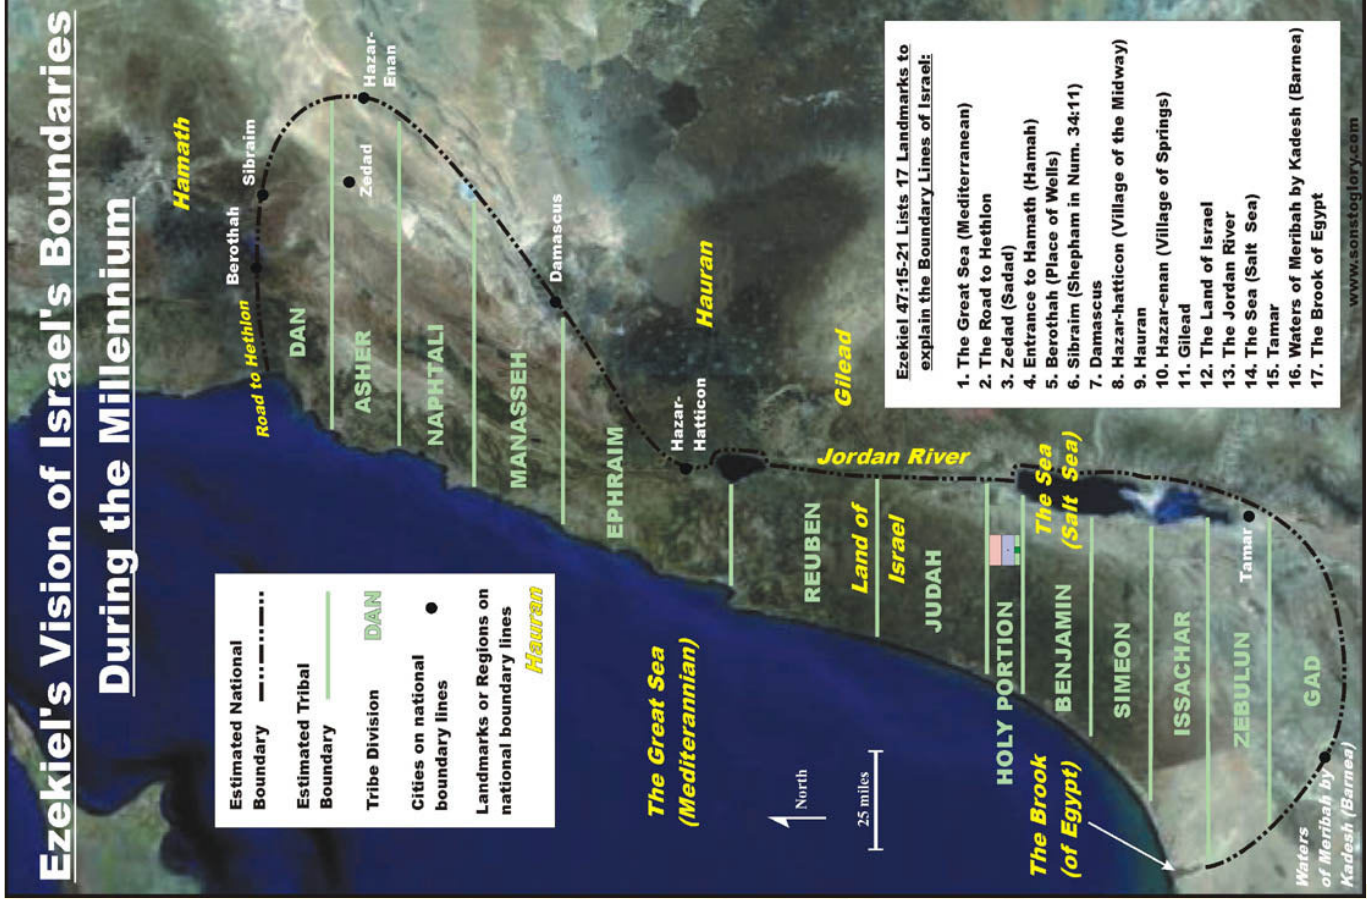 Ezekiel's Vision of Israel's Boundaries
During the Millennium
Estimated National
Boundary
Estimated Tribal
Boundary
Tribe Division
DAN
Cities on national
boundary lines
Landmarks or Regions on
national boundary lines
Hauran
Hamath
Sibraim
Berothah
Road to Hethlon
Hazar-
Enan
Zedad
DAN
ASHER
NAPHTALI
MANASSEH
Damascus
EPHRAIM
Hauran
Hazar-
Hatticon
Gilead
Jordan River
REUBEN
Land of
Israel
JUDAH
The Great Sea
(Mediterannian)
North
25 miles
HOLY PORTION
The Sea
(Salt Sea)
BENJAMIN
SIMEON
ISSACHAR
ZEBULUN
Tamar
GAD
The Brook
(of Egypt)
Waters
of Meribah by
Kadesh (Barnea)
Ezekiel 47:15-21 Lists 17 Landmarks to
explain the Boundary Lines of Israel:
1. The Great Sea (Mediterranean)
2. The Road to Hethlon
3. Zedad (Sadad)
4. Entrance to Hamath (Hamah)
5. Berothah (Place of Wells)
6. Sibraim (Shepham in Num. 34:11)
7. Damascus
8. Hazar-hatticon (Village of the Midway)
9. Hauran
10. Hazar-enan (Village of Springs)
11. Gilead
12. The Land of Israel
13. The Jordan River
14. The Sea (Salt Sea)
15. Tamar
16. Waters of Meribah by Kadesh (Barnea)
17. The Brook of Egypt
www.sonstoglory.com